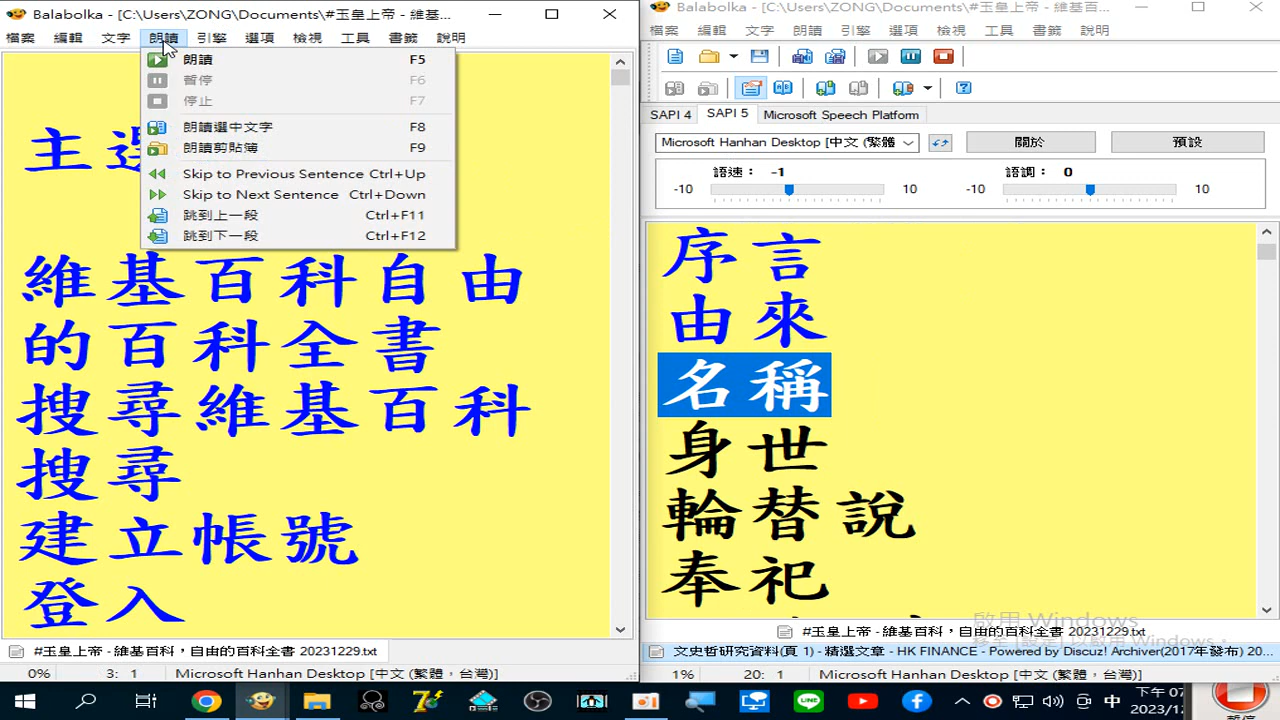 Balabolka - [C:\Users\ZONG\Documents\#玉皇上帝 - 維基...
檔案 編輯 文字 朗讀 引擎 選項 檢視 工具 書籤 說明
朗讀 F5
暫停 F6
停止 F7
朗讀選中文字 F8
朗讀剪貼簿 F9
Skip to Previous Sentence Ctrl+Up
Skip to Next Sentence Ctrl+Down
跳到上一段 Ctrl+F11
跳到下一段 Ctrl+F12
主
維基百科自由
的百科全書
搜尋維基百科
搜尋
建立帳號
登入
#玉皇上帝 - 維基百科，自由的百科全書 20231229.txt
0% 3: 1 Microsoft Hanhan Desktop [中文 (繁體，台灣)]
Balabolka - [C:\Users\ZONG\Documents\#玉皇上帝 - 維基百...
檔案 編輯 文字 朗讀 引擎 選項 檢視 工具 書籤 說明
SAPI 4 SAPI 5 Microsoft Speech Platform
Microsoft Hanhan Desktop [中文 (繁體 關於 預設
語速： -1 語調： 0
-10 10 -10 10
序言
由來
名稱
身世
輪替說
奉祀
啟用 Windows
移至 [設定] 以啟用 Windows。
#玉皇上帝 - 維基百科，自由的百科全書 20231229.txt
文史哲研究資料(頁 1) - 精選文章 - HK FINANCE - Powered by Discuz! Archiver(2017年發布) 20...
1% 20: 1 Microsoft Hanhan Desktop [中文 (繁體，台灣)]
中 下午 07
2023/12